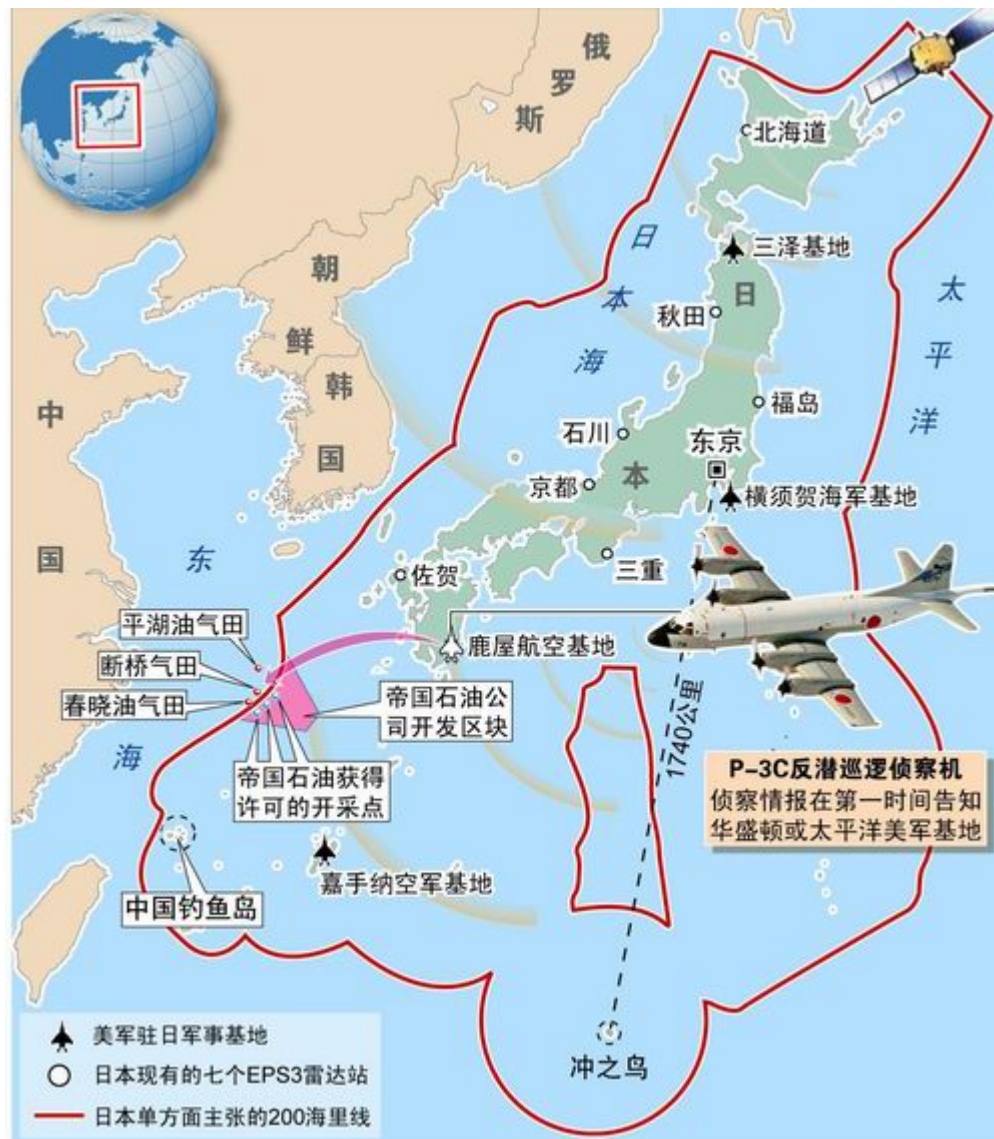 俄罗斯
北海道
日本海
朝鲜
三泽基地
太平洋
日本
秋田
韩国
中国
福岛
石川
东京
京都
横须贺海军基地
东海
三重
佐贺
平湖油气田
鹿屋航空基地
断桥气田
春晓油气田
帝国石油公
司开发区块
1740公里
帝国石油获得
许可的开采点
P-3C反潜巡逻侦察机
侦察情报在第一时间告知
华盛顿或太平洋美军基地
嘉手纳空军基地
中国钓鱼岛
冲之鸟
美军驻日军事基地
日本现有的七个EPS3雷达站
日本单方面主张的200海里线